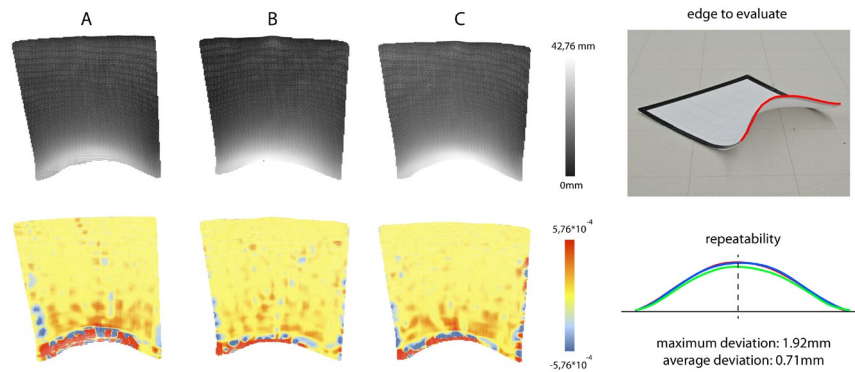 A
B
C
42,76 mm
0mm
edge to evaluate
5,76*10⁻⁴
-5,76*10⁻⁴
repeatability
maximum deviation: 1.92mm
average deviation: 0.71mm